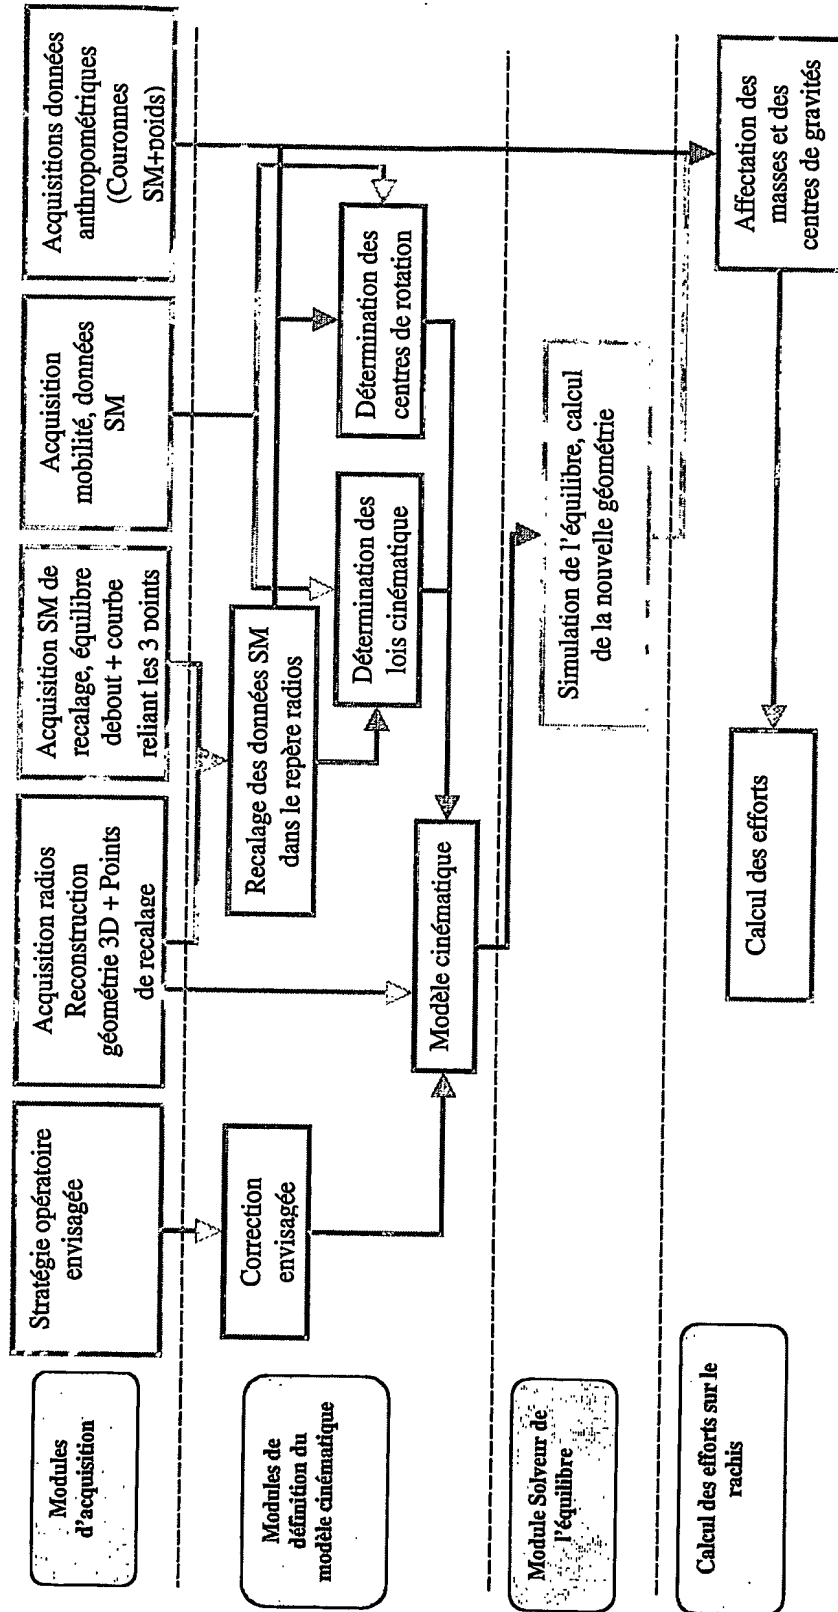 Modules
d'acquisition
Stratégie opératoire
envisagée
Acquisition radios
Reconstruction
géométrie 3D + Points
de recalage
Acquisition SM de
recalage, équilibre
debout + courbe
reliant les 3 points
Acquisition
mobilité, données
SM
Acquisitions données
anthropométriques
(Couronnes
SM+poids)
Modules de
définition du
modèle cinématique
Correction
envisagée
Recalage des données SM
dans le repère radios
Détermination des
lois cinématique
Détermination des
centres de rotation
Modèle cinématique
Module Solveur de
l'équilibre
Simulation de l'équilibre, calcul
de la nouvelle géométrie
Calcul des efforts sur le
rachis
Calcul des efforts
Affectation des
masses et des
centres de gravités